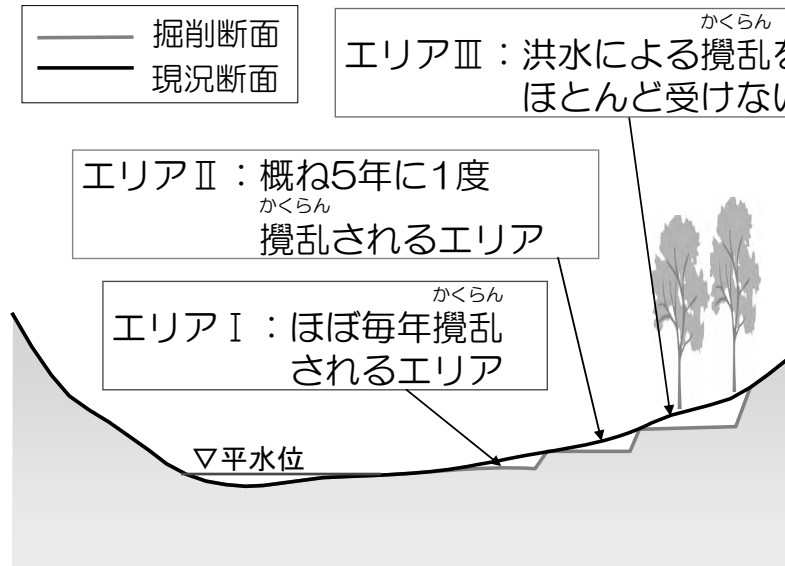 掘削断面
現況断面
かくらん
エリアⅢ：洪水による攪乱を
ほとんど受けない
エリアⅡ：概ね5年に1度
かくらん
攪乱されるエリア
かくらん
エリアⅠ：ほぼ毎年攪乱
されるエリア
▽平水位